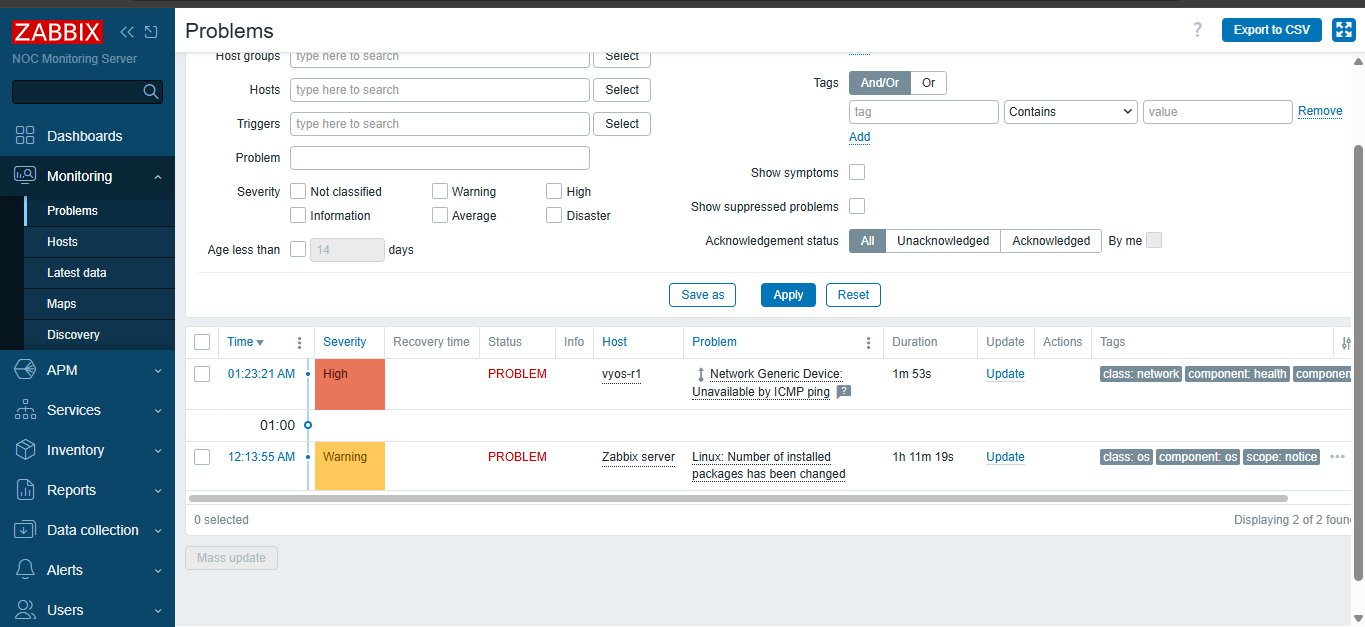 ZABBIX
NOC Monitoring Server
Dashboards
Monitoring
Problems
Hosts
Latest data
Maps
Discovery
APM
Services
Inventory
Reports
Data collection
Alerts
Users
Problems
? Export to CSV
Host groups type here to search Select
Hosts type here to search Select
Triggers type here to search Select
Problem
Severity Not classified Warning High
Information Average Disaster
Age less than 14 days
Tags And/Or Or
tag Contains value Remove
Add
Show symptoms
Show suppressed problems
Acknowledgement status All Unacknowledged Acknowledged By me
Save as Apply Reset
Time Severity Recovery time Status Info Host Problem Duration Update Actions Tags
01:23:21 AM High PROBLEM vyos-r1 Network Generic Device: 1m 53s Update class: network component: health componen
Unavailable by ICMP ping ?
01:00
12:13:55 AM Warning PROBLEM Zabbix server Linux: Number of installed 1h 11m 19s Update class: os component: os scope: notice
packages has been changed
0 selected Displaying 2 of 2 foun
Mass update